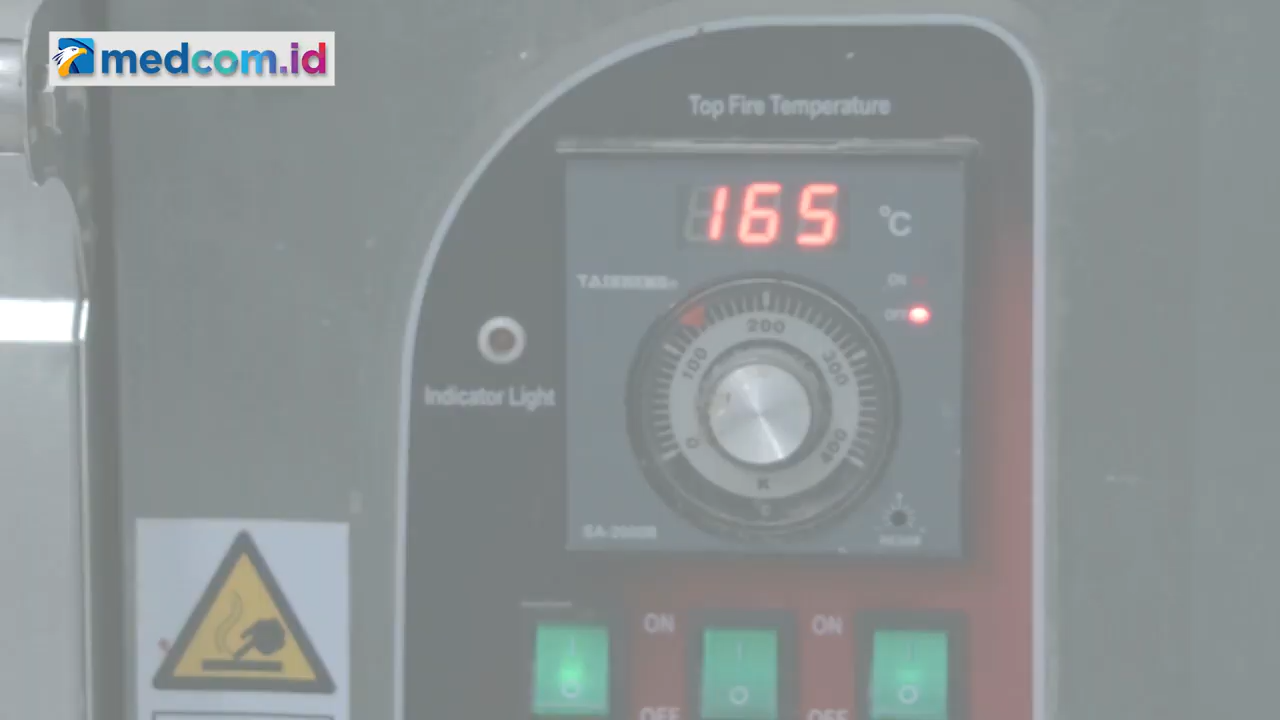 medcom.id
Top Fire Temperature
165 °C
ON
OFF
200
100
300
Indicator Light
0
400
K
ON
ON
OFF
OFF